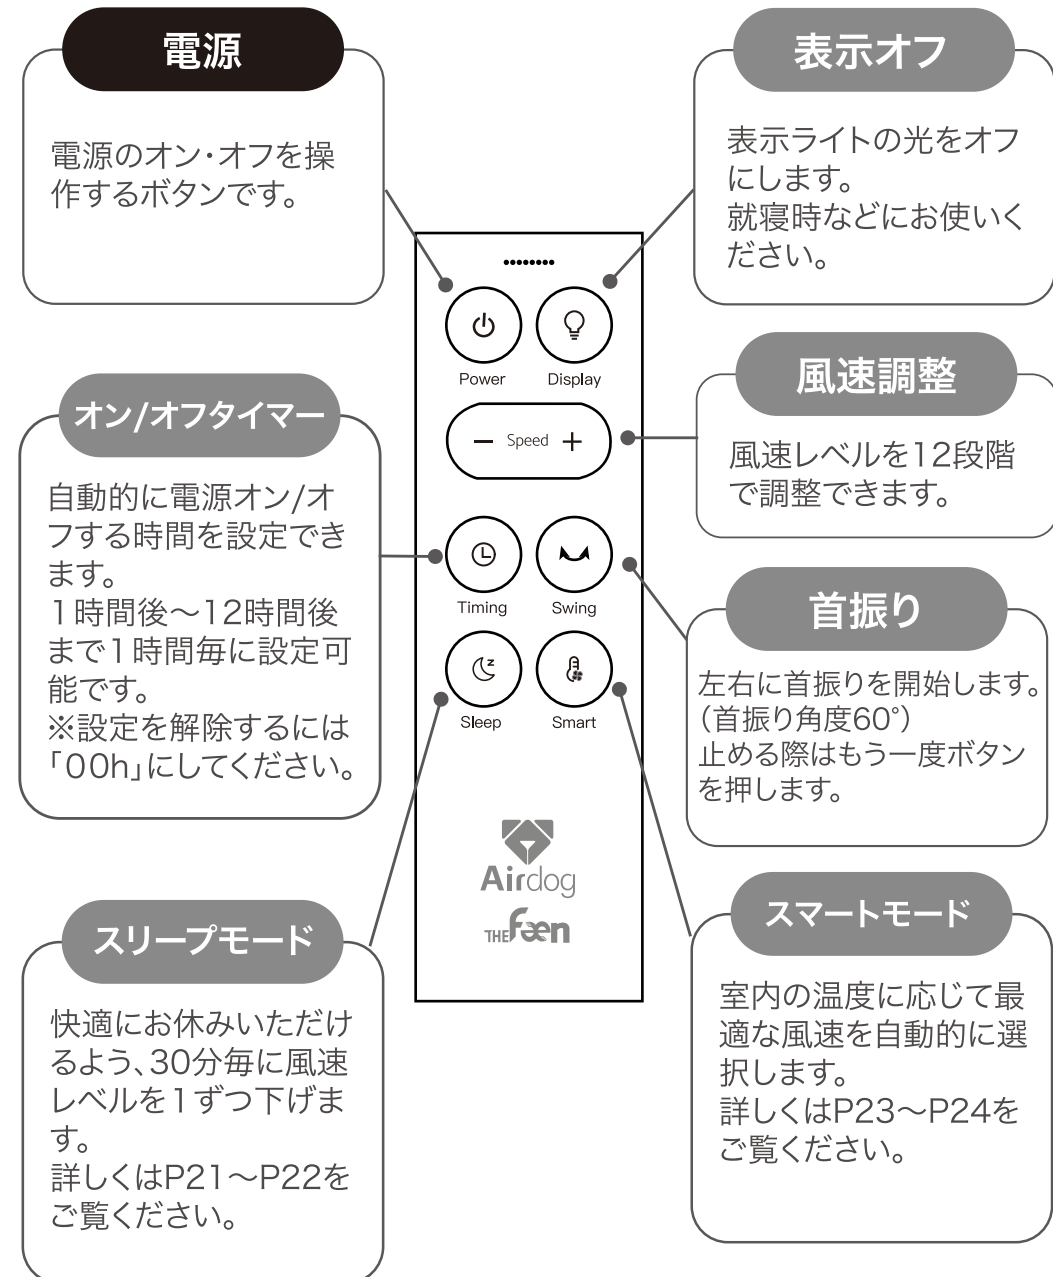 電源
電源のオン・オフを操
作するボタンです。
表示オフ
表示ライトの光をオフ
にします。
就寝時などにお使いく
ださい。
風速調整
風速レベルを12段階
で調整できます。
オン/オフタイマー
自動的に電源オン/オ
フする時間を設定でき
ます。
1時間後～12時間後
まで1時間毎に設定可
能です。
※設定を解除するには
「00h」にしてください。
首振り
左右に首振りを開始します。
(首振り角度60°)
止める際はもう一度ボタン
を押します。
スリープモード
快適にお休みいただけ
るよう、30分毎に風速
レベルを1ずつ下げま
す。
詳しくはP21～P22を
ご覧ください。
スマートモード
室内の温度に応じて最
適な風速を自動的に選
択します。
詳しくはP23～P24を
ご覧ください。
Power
Display
− Speed +
Timing
Swing
Sleep
Smart
Airdog
THE Fæn